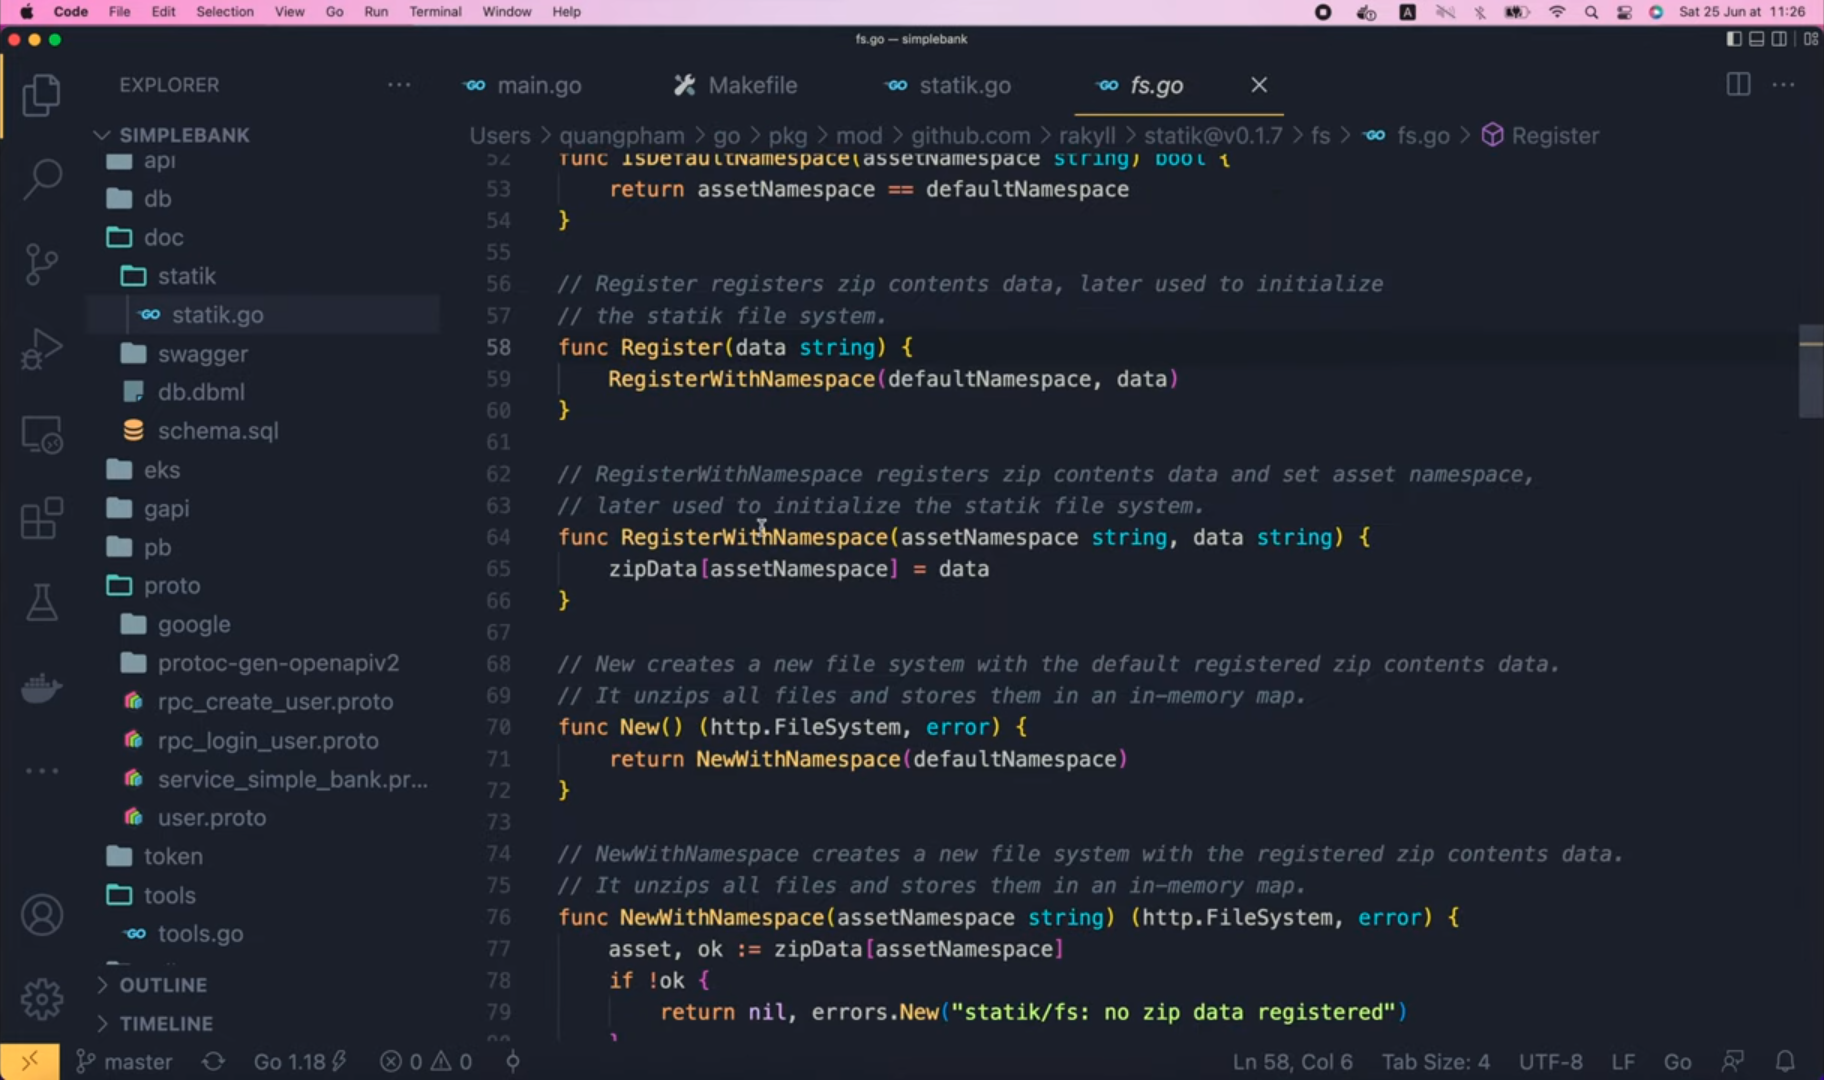 Code File Edit Selection View Go Run Terminal Window Help
A
Sat 25 Jun at 11:26
fs.go — simplebank
EXPLORER
SIMPLEBANK
api
db
doc
statik
statik.go
swagger
db.dbml
schema.sql
eks
gapi
pb
proto
google
protoc-gen-openapiv2
rpc_create_user.proto
rpc_login_user.proto
service_simple_bank.pr...
user.proto
token
tools
tools.go
OUTLINE
TIMELINE
main.go Makefile statik.go fs.go
Users > quangpham > go > pkg > mod > github.com > rakyll > statik@v0.1.7 > fs > fs.go > Register
52 func IsDefaultNamespace(assetNamespace string) bool {
53 return assetNamespace == defaultNamespace
54 }
55
56 // Register registers zip contents data, later used to initialize
57 // the statik file system.
58 func Register(data string) {
59 RegisterWithNamespace(defaultNamespace, data)
60 }
61
62 // RegisterWithNamespace registers zip contents data and set asset namespace,
63 // later used to initialize the statik file system.
64 func RegisterWithNamespace(assetNamespace string, data string) {
65 zipData[assetNamespace] = data
66 }
67
68 // New creates a new file system with the default registered zip contents data.
69 // It unzips all files and stores them in an in-memory map.
70 func New() (http.FileSystem, error) {
71 return NewWithNamespace(defaultNamespace)
72 }
73
74 // NewWithNamespace creates a new file system with the registered zip contents data.
75 // It unzips all files and stores them in an in-memory map.
76 func NewWithNamespace(assetNamespace string) (http.FileSystem, error) {
77 asset, ok := zipData[assetNamespace]
78 if !ok {
79 return nil, errors.New("statik/fs: no zip data registered")
master Go 1.18 0 0 Ln 58, Col 6 Tab Size: 4 UTF-8 LF Go